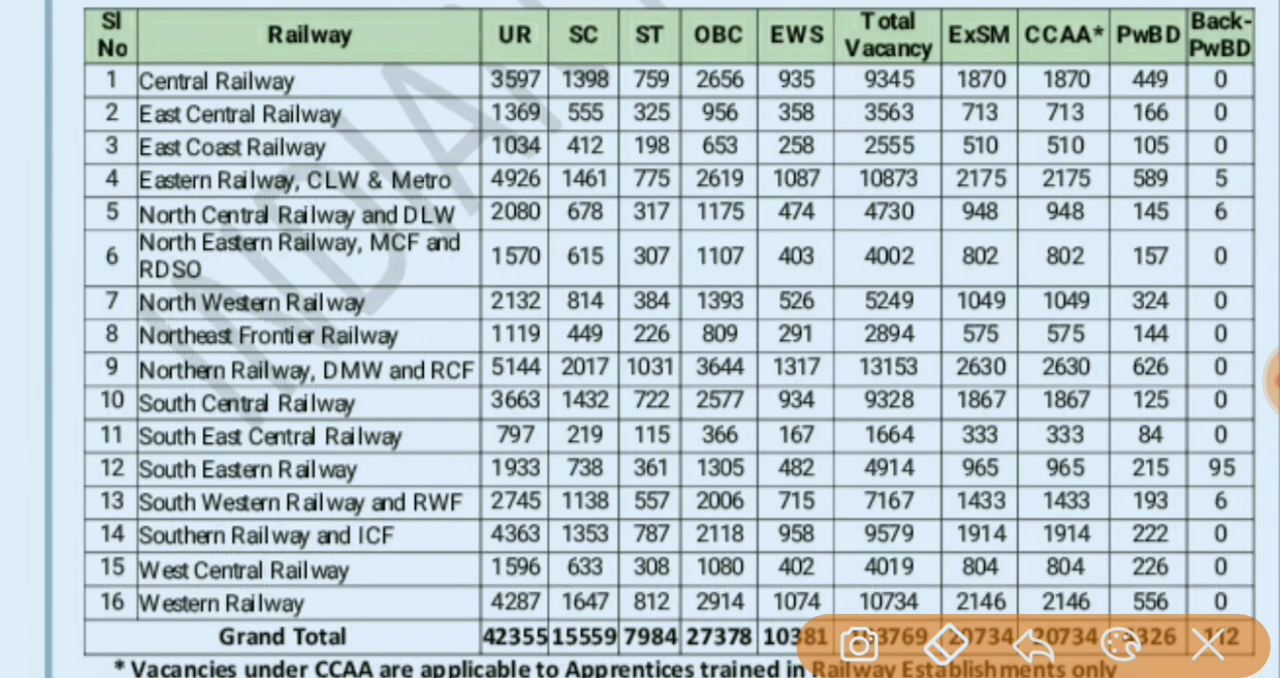 Sl No Railway UR SC ST OBC EWS Total Vacancy ExSM CCAA* PwBD Back-PwBD
1 Central Railway 3597 1398 759 2656 935 9345 1870 1870 449 0
2 East Central Railway 1369 555 325 956 358 3563 713 713 166 0
3 East Coast Railway 1034 412 198 653 258 2555 510 510 105 0
4 Eastern Railway, CLW & Metro 4926 1461 775 2619 1087 10873 2175 2175 589 5
5 North Central Railway and DLW 2080 678 317 1175 474 4730 948 948 145 6
6 North Eastern Railway, MCF and RDSO 1570 615 307 1107 403 4002 802 802 157 0
7 North Western Railway 2132 814 384 1393 526 5249 1049 1049 324 0
8 Northeast Frontier Railway 1119 449 226 809 291 2894 575 575 144 0
9 Northern Railway, DMW and RCF 5144 2017 1031 3644 1317 13153 2630 2630 626 0
10 South Central Railway 3663 1432 722 2577 934 9328 1867 1867 125 0
11 South East Central Railway 797 219 115 366 167 1664 333 333 84 0
12 South Eastern Railway 1933 738 361 1305 482 4914 965 965 215 95
13 South Western Railway and RWF 2745 1138 557 2006 715 7167 1433 1433 193 6
14 Southern Railway and ICF 4363 1353 787 2118 958 9579 1914 1914 222 0
15 West Central Railway 1596 633 308 1080 402 4019 804 804 226 0
16 Western Railway 4287 1647 812 2914 1074 10734 2146 2146 556 0
Grand Total 42355 15559 7984 27378 10381 20734 20734
* Vacancies under CCAA are applicable to Apprentices trained in Railway Establishments only